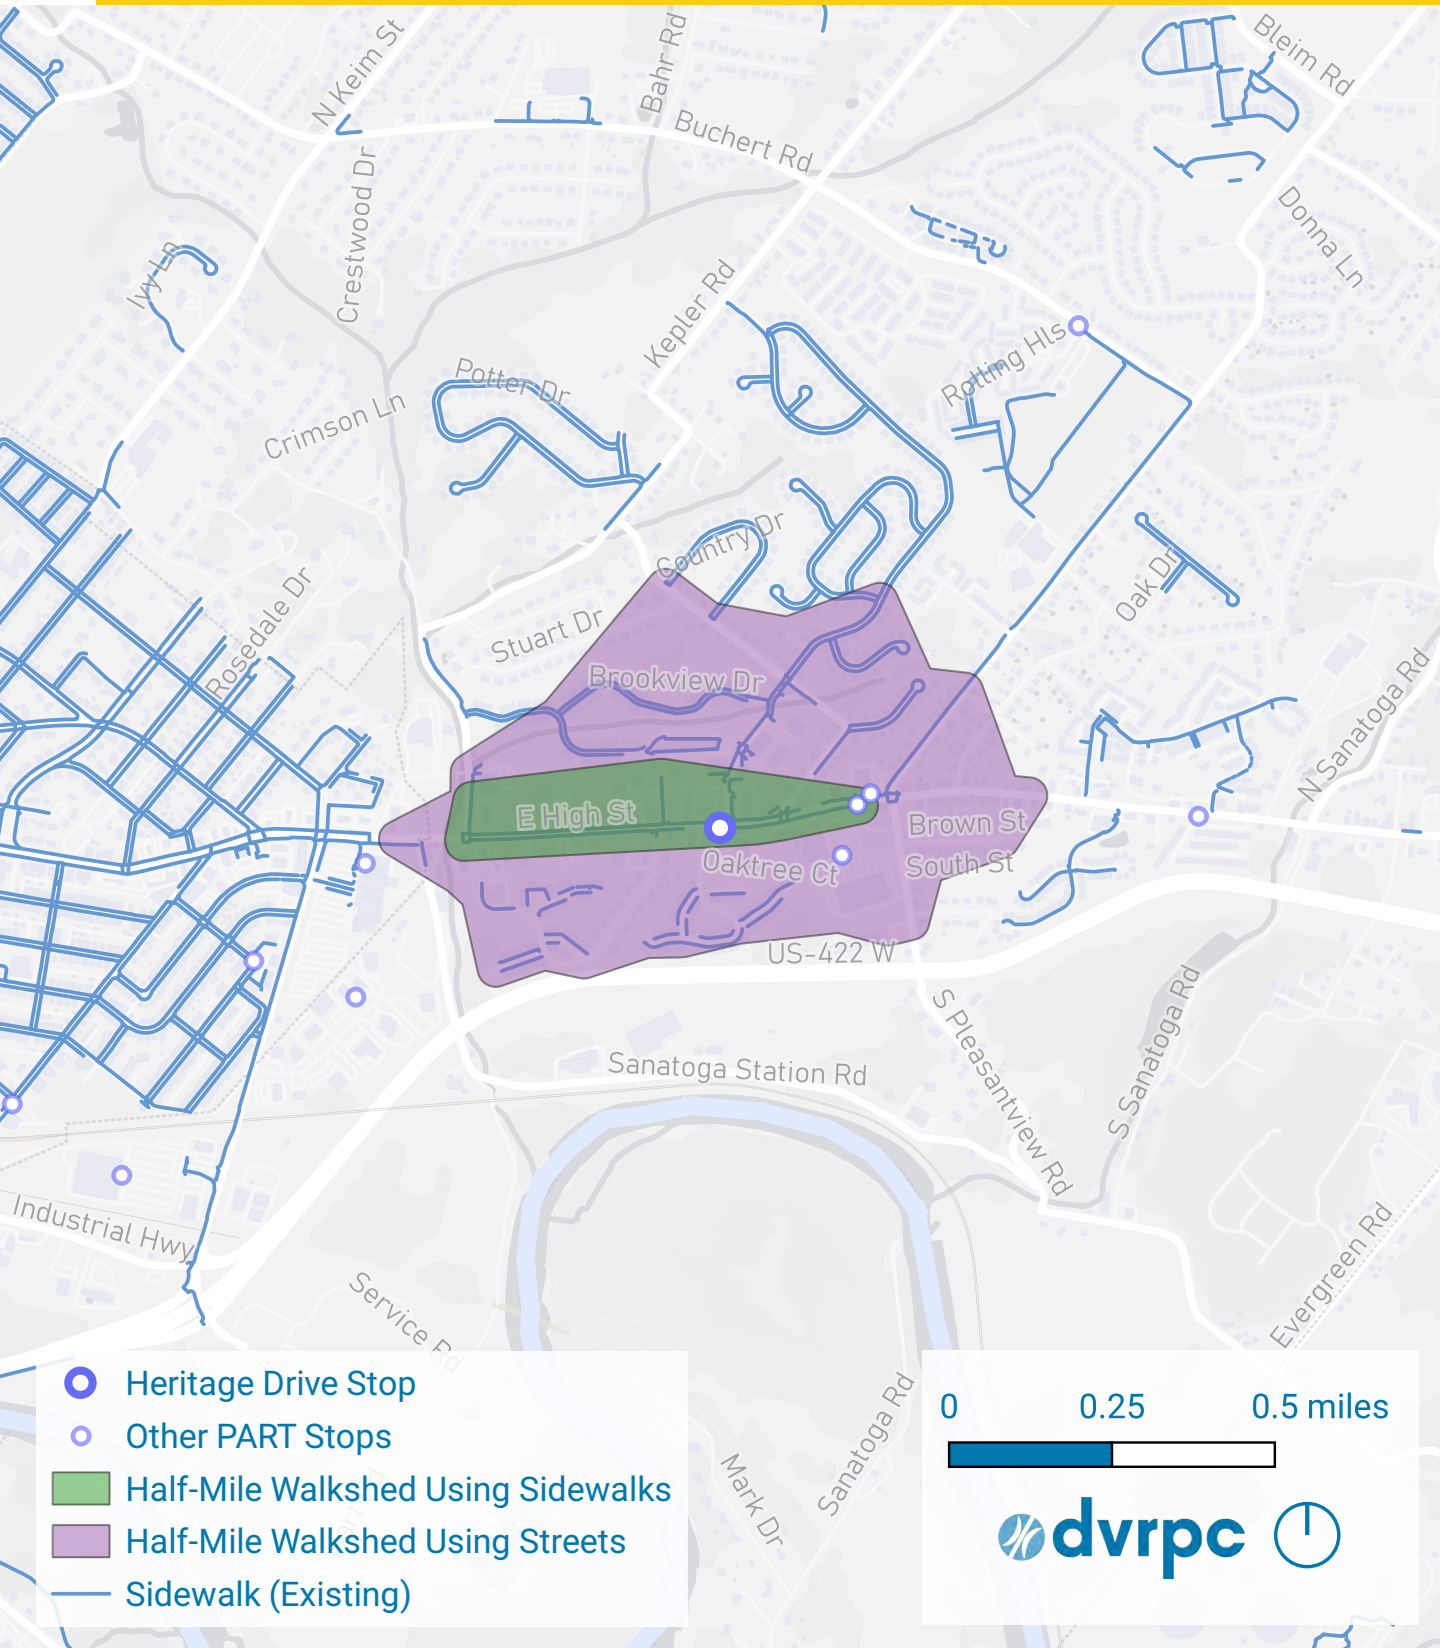 Bleim Rd
N Keim St
Bahr Rd
Buchert Rd
Crestwood Dr
Donna Ln
Ivy Ln
Kepler Rd
Rolling Hls
Potter Dr
Crimson Ln
Country Dr
Oak Dr
Rosedale Dr
Stuart Dr
Brookview Dr
N Sanatoga Rd
E High St
Brown St
Oaktree Ct
South St
US-422 W
S Pleasantview Rd
S Sanatoga Rd
Sanatoga Station Rd
Industrial Hwy
Evergreen Rd
Service Rd
Sanatoga Rd
Mark Dr
Heritage Drive Stop
Other PART Stops
Half-Mile Walkshed Using Sidewalks
Half-Mile Walkshed Using Streets
Sidewalk (Existing)
0 0.25 0.5 miles
dvrpc